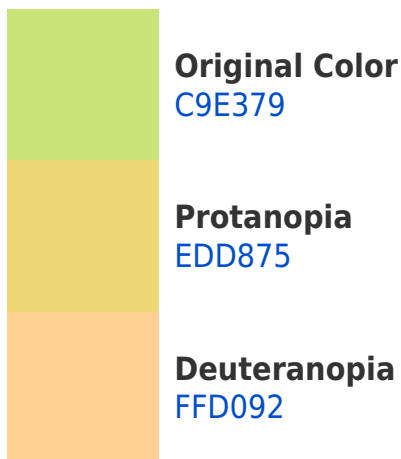 Original Color
C9E379
Protanopia
EDD875
Deuteranopia
FFD092